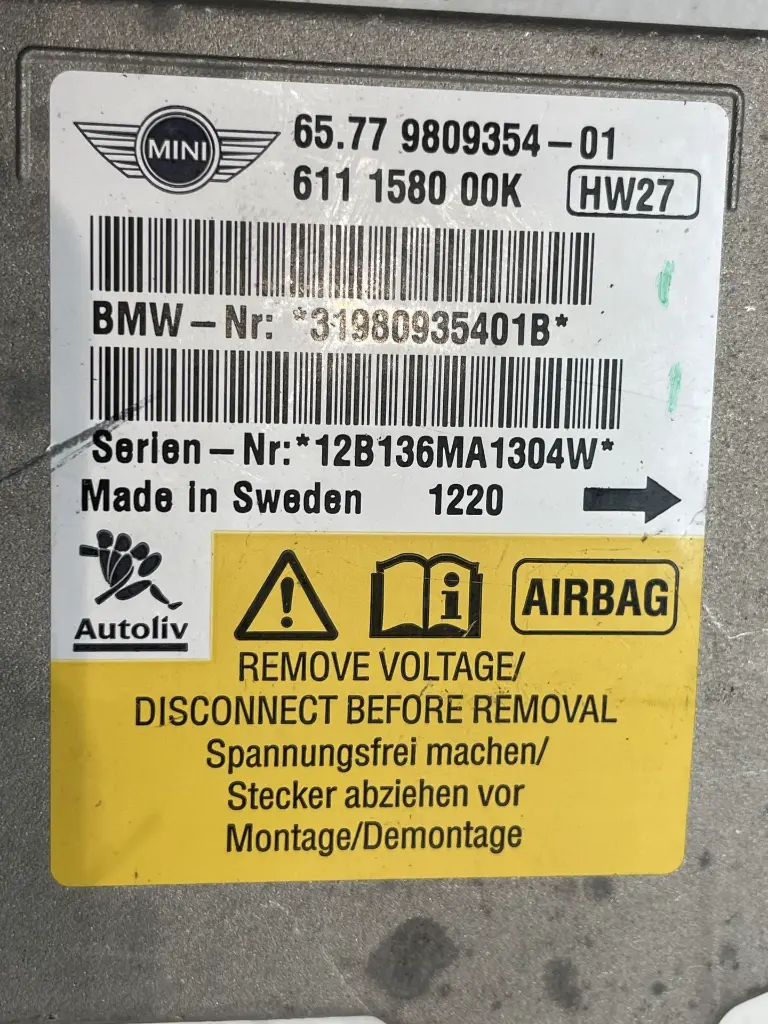 MINI
65.77 9809354-01
611 1580 00K HW27
BMW-Nr: *31980935401B*
Serien-Nr:*12B136MA1304W*
Made in Sweden 1220
Autoliv
AIRBAG
REMOVE VOLTAGE/
DISCONNECT BEFORE REMOVAL
Spannungsfrei machen/
Stecker abziehen vor
Montage/Demontage